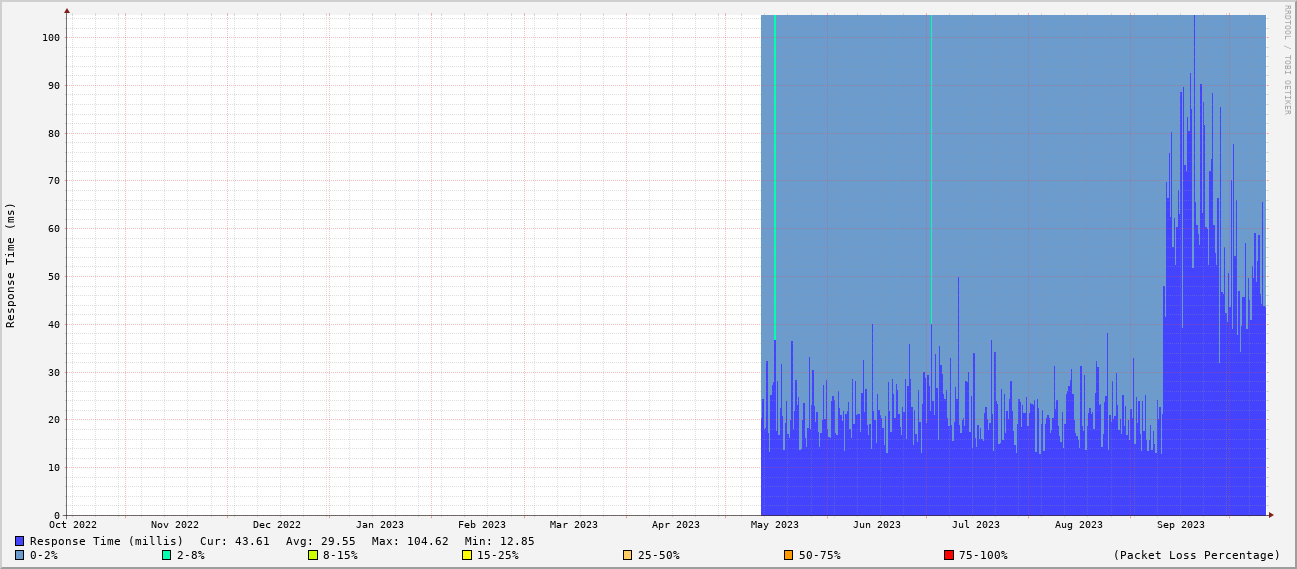 RRDTOOL / TOBI OETIKER
Response Time (ms)
100
90
80
70
60
50
40
30
20
10
0
Oct 2022 Nov 2022 Dec 2022 Jan 2023 Feb 2023 Mar 2023 Apr 2023 May 2023 Jun 2023 Jul 2023 Aug 2023 Sep 2023
Response Time (millis) Cur: 43.61 Avg: 29.55 Max: 104.62 Min: 12.85
0-2% 2-8% 8-15% 15-25% 25-50% 50-75% 75-100% (Packet Loss Percentage)